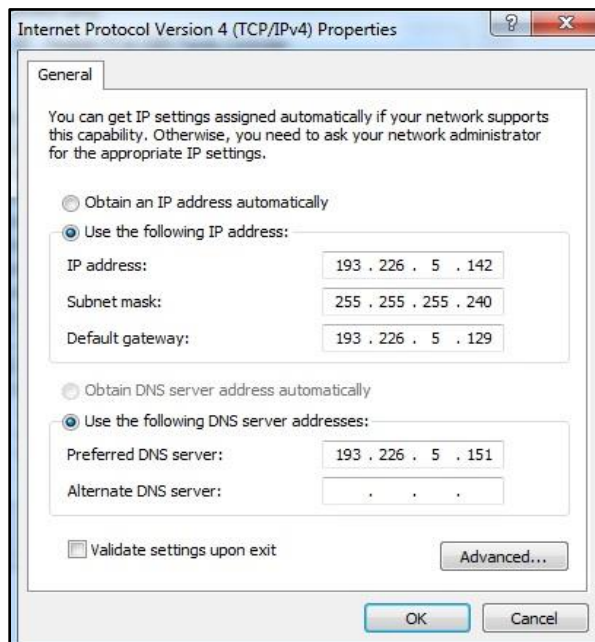 Internet Protocol Version 4 (TCP/IPv4) Properties
General
You can get IP settings assigned automatically if your network supports
this capability. Otherwise, you need to ask your network administrator
for the appropriate IP settings.
Obtain an IP address automatically
Use the following IP address:
IP address: 193 . 226 . 5 . 142
Subnet mask: 255 . 255 . 255 . 240
Default gateway: 193 . 226 . 5 . 129
Obtain DNS server address automatically
Use the following DNS server addresses:
Preferred DNS server: 193 . 226 . 5 . 151
Alternate DNS server: . . .
Validate settings upon exit
Advanced...
OK Cancel